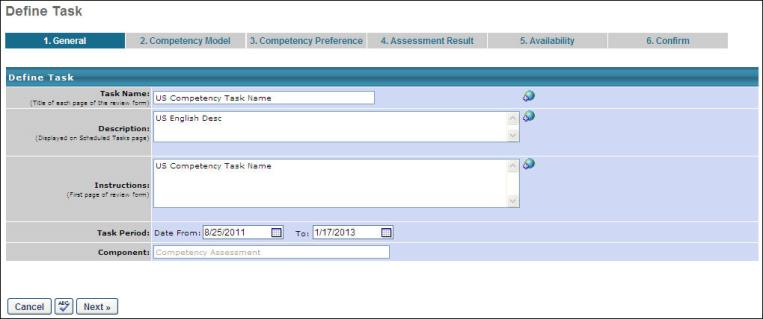 Define Task
1. General 2. Competency Model 3. Competency Preference 4. Assessment Result 5. Availability 6. Confirm
Define Task
Task Name: US Competency Task Name
(Title of each page of the review form)
US English Desc
Description:
(Displayed on Scheduled Tasks page)
US Competency Task Name
Instructions:
(First page of review form)
Task Period: Date From: 8/25/2011 To: 1/17/2013
Component: Competency Assessment
Cancel ABC Next »